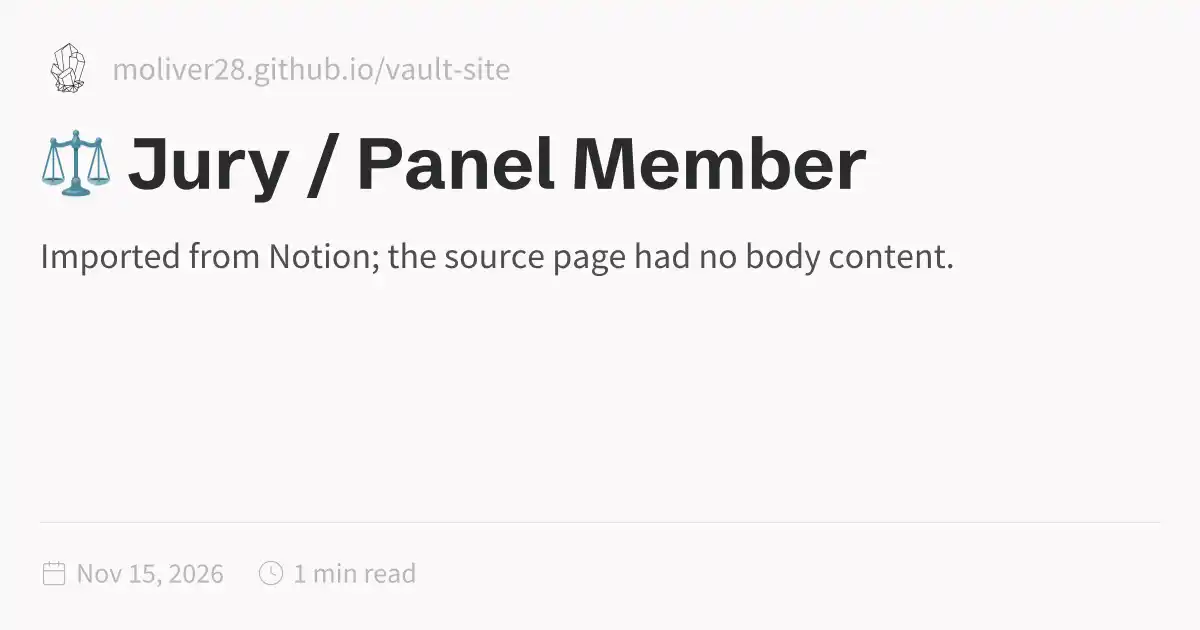 moliver28.github.io/vault-site
⚖️ Jury / Panel Member
Imported from Notion; the source page had no body content.
Nov 15, 2026 1 min read